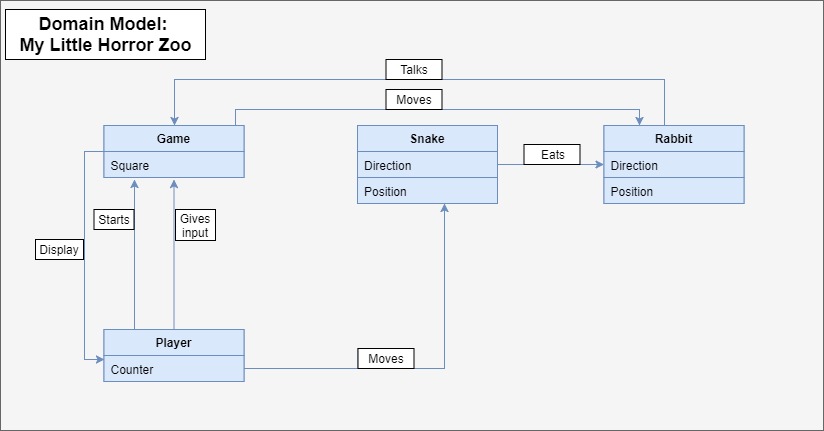 Domain Model:
My Little Horror Zoo
Talks
Moves
Game
Square
Snake
Direction
Position
Eats
Rabbit
Direction
Position
Starts
Gives
input
Display
Player
Counter
Moves